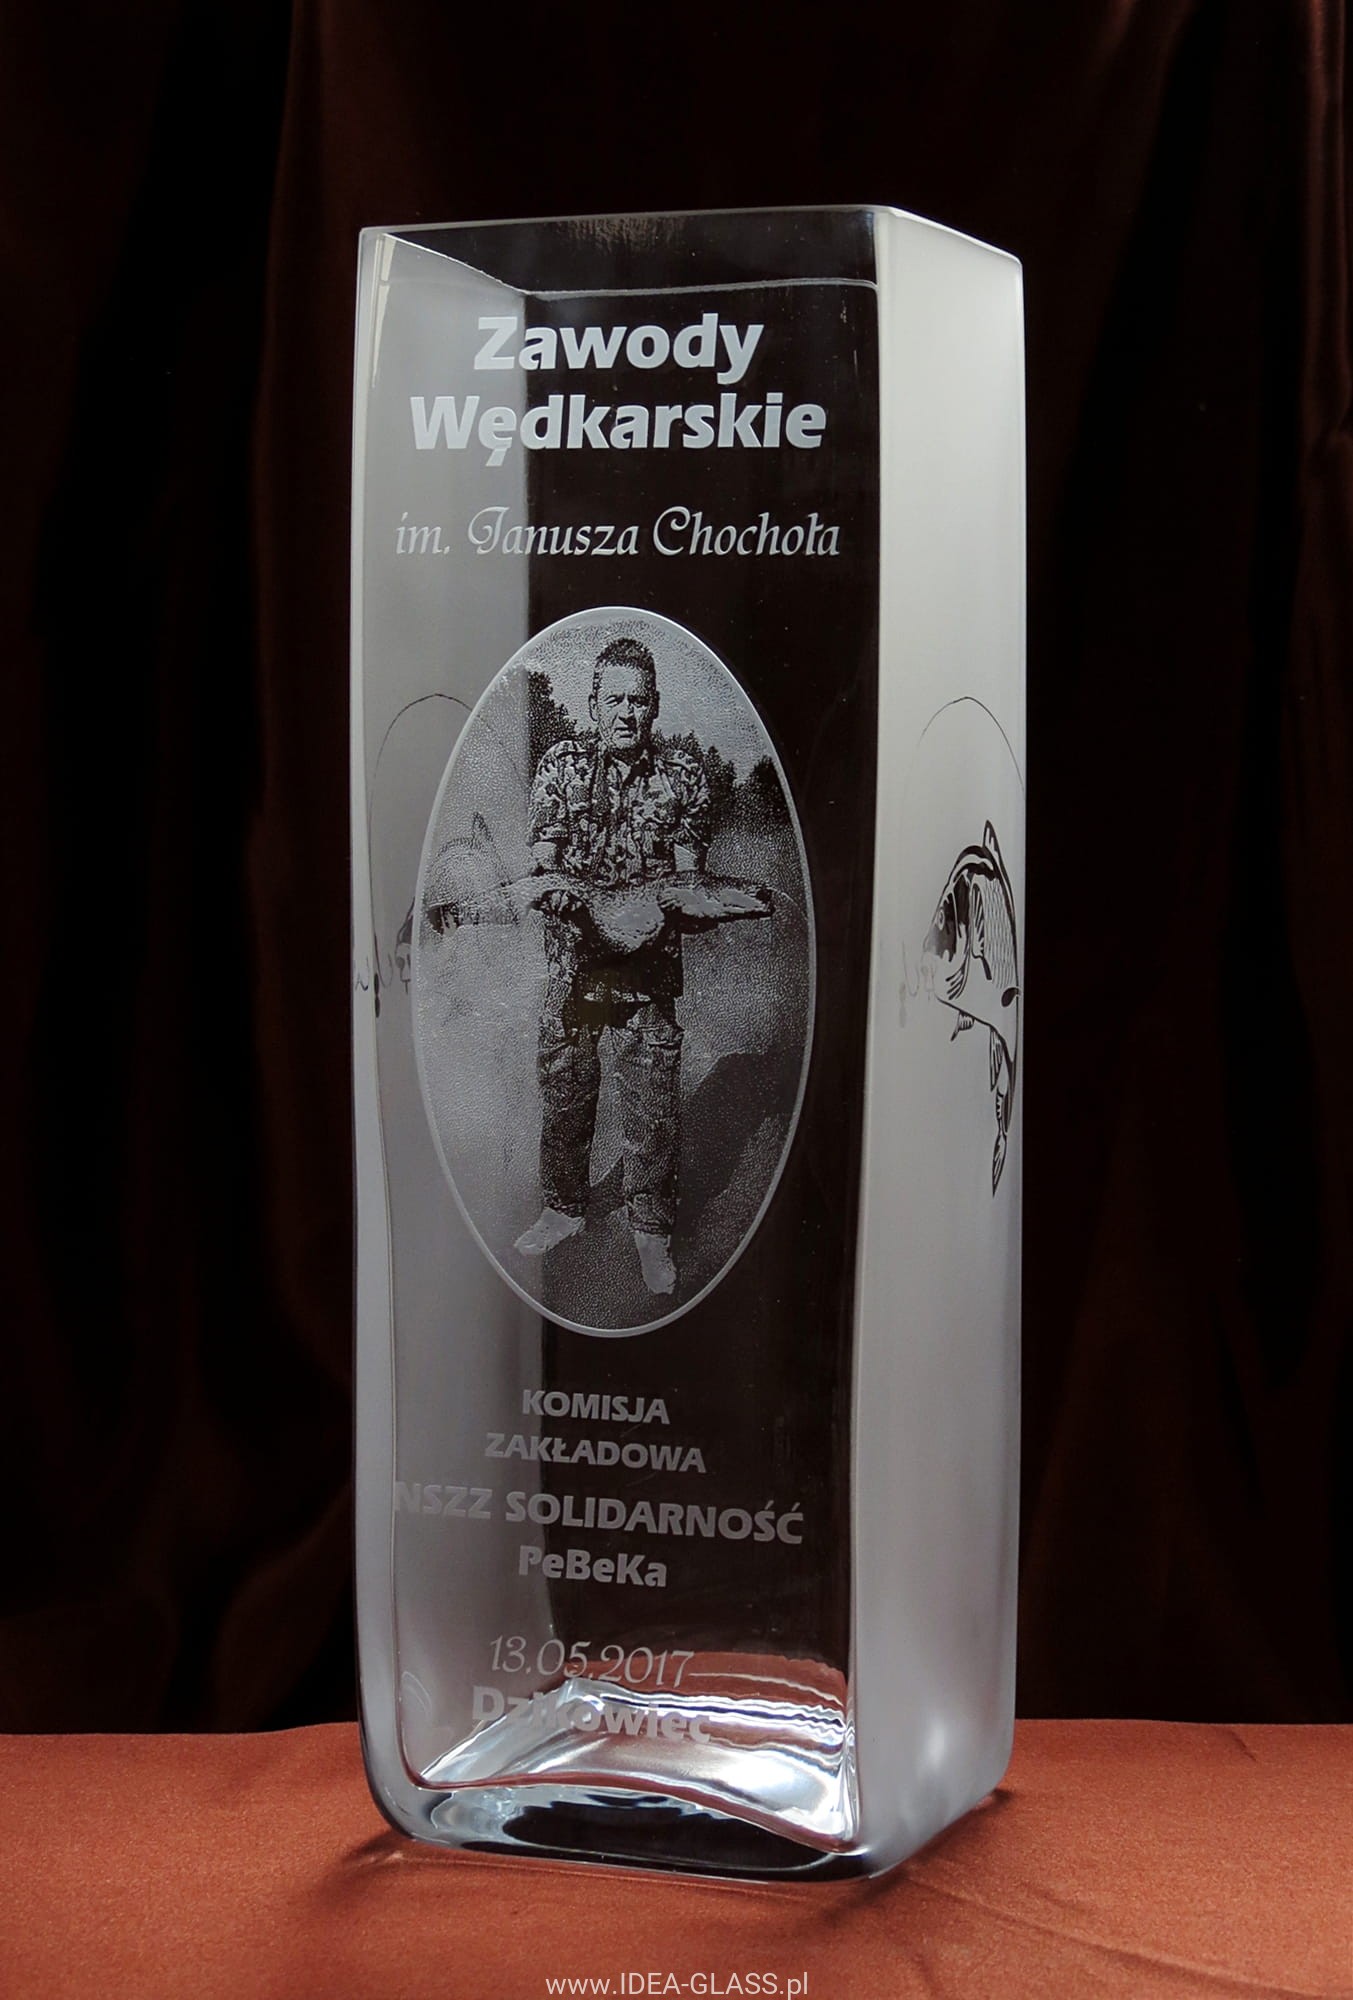 Zawody
Wędkarskie
im. Janusza Chochoła
KOMISJA
ZAKŁADOWA
NSZZ SOLIDARNOŚĆ
PeBeKa
13.05.2017
Dzikowiec
www.IDEA-GLASS.pl